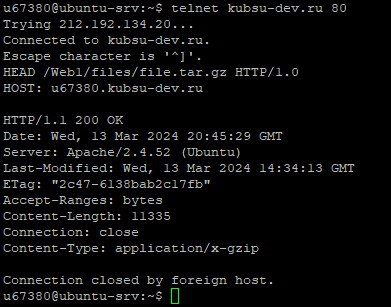 u67380@ubuntu-srv:~$ telnet kubsu-dev.ru 80
Trying 212.192.134.20...
Connected to kubsu-dev.ru.
Escape character is '^]'.
HEAD /Web1/files/file.tar.gz HTTP/1.0
HOST: u67380.kubsu-dev.ru

HTTP/1.1 200 OK
Date: Wed, 13 Mar 2024 20:45:29 GMT
Server: Apache/2.4.52 (Ubuntu)
Last-Modified: Wed, 13 Mar 2024 14:34:13 GMT
ETag: "2c47-6138bab2c17fb"
Accept-Ranges: bytes
Content-Length: 11335
Connection: close
Content-Type: application/x-gzip

Connection closed by foreign host.
u67380@ubuntu-srv:~$